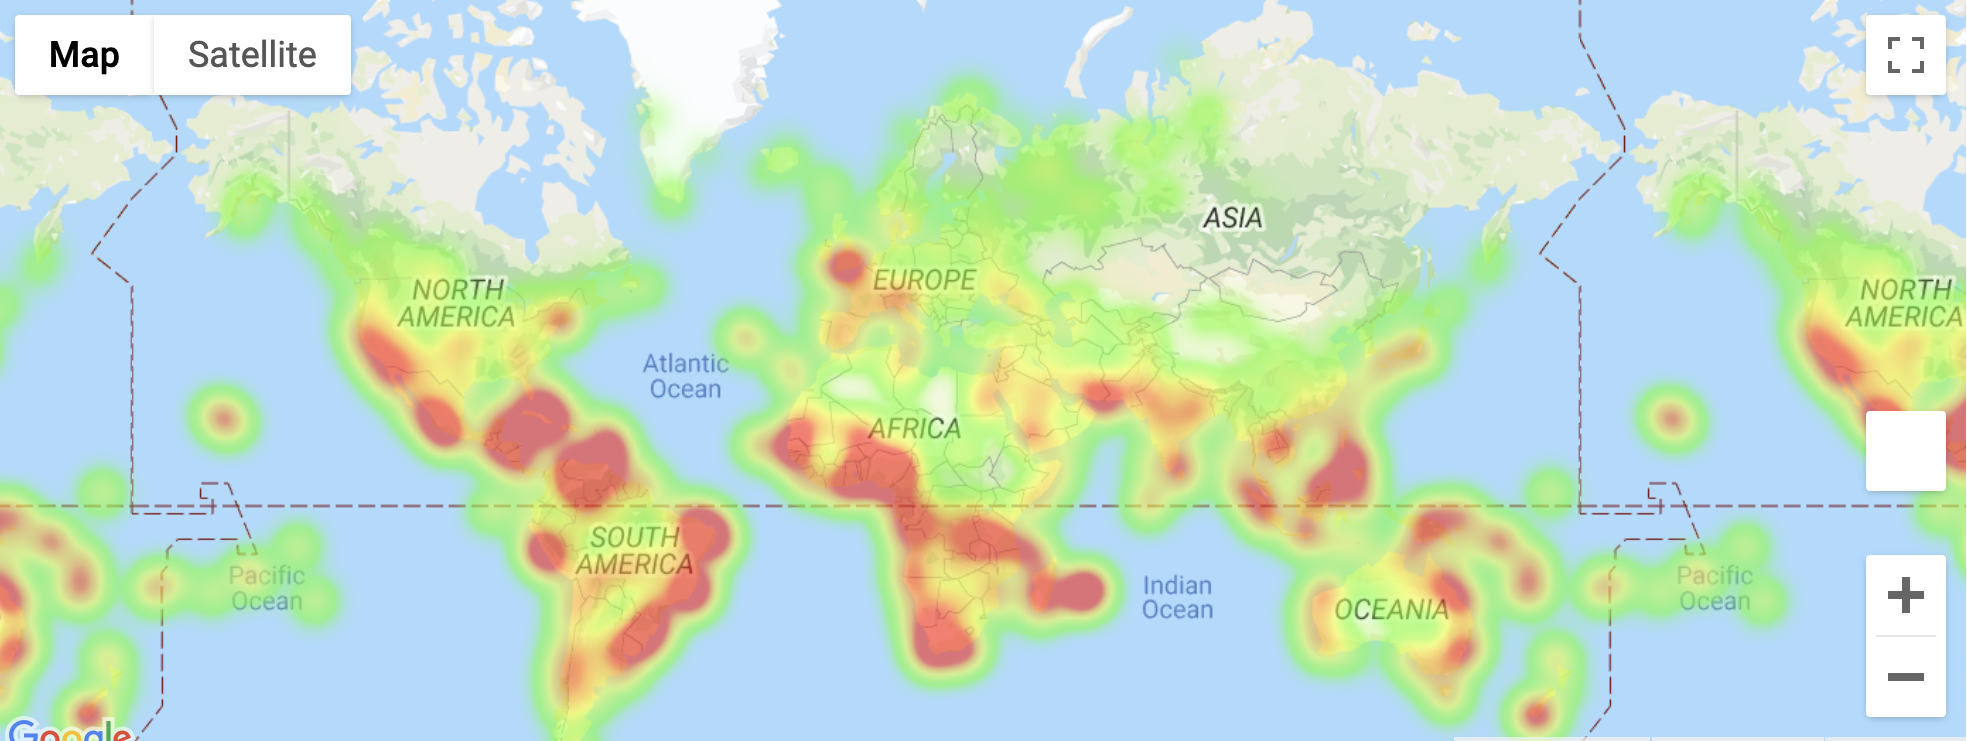 Map
Satellite
ASIA
NORTH
AMERICA
EUROPE
NORTH
AMERICA
Atlantic
Ocean
AFRICA
SOUTH
AMERICA
Pacific
Ocean
Indian
Ocean
OCEANIA
Pacific
Ocean
Google